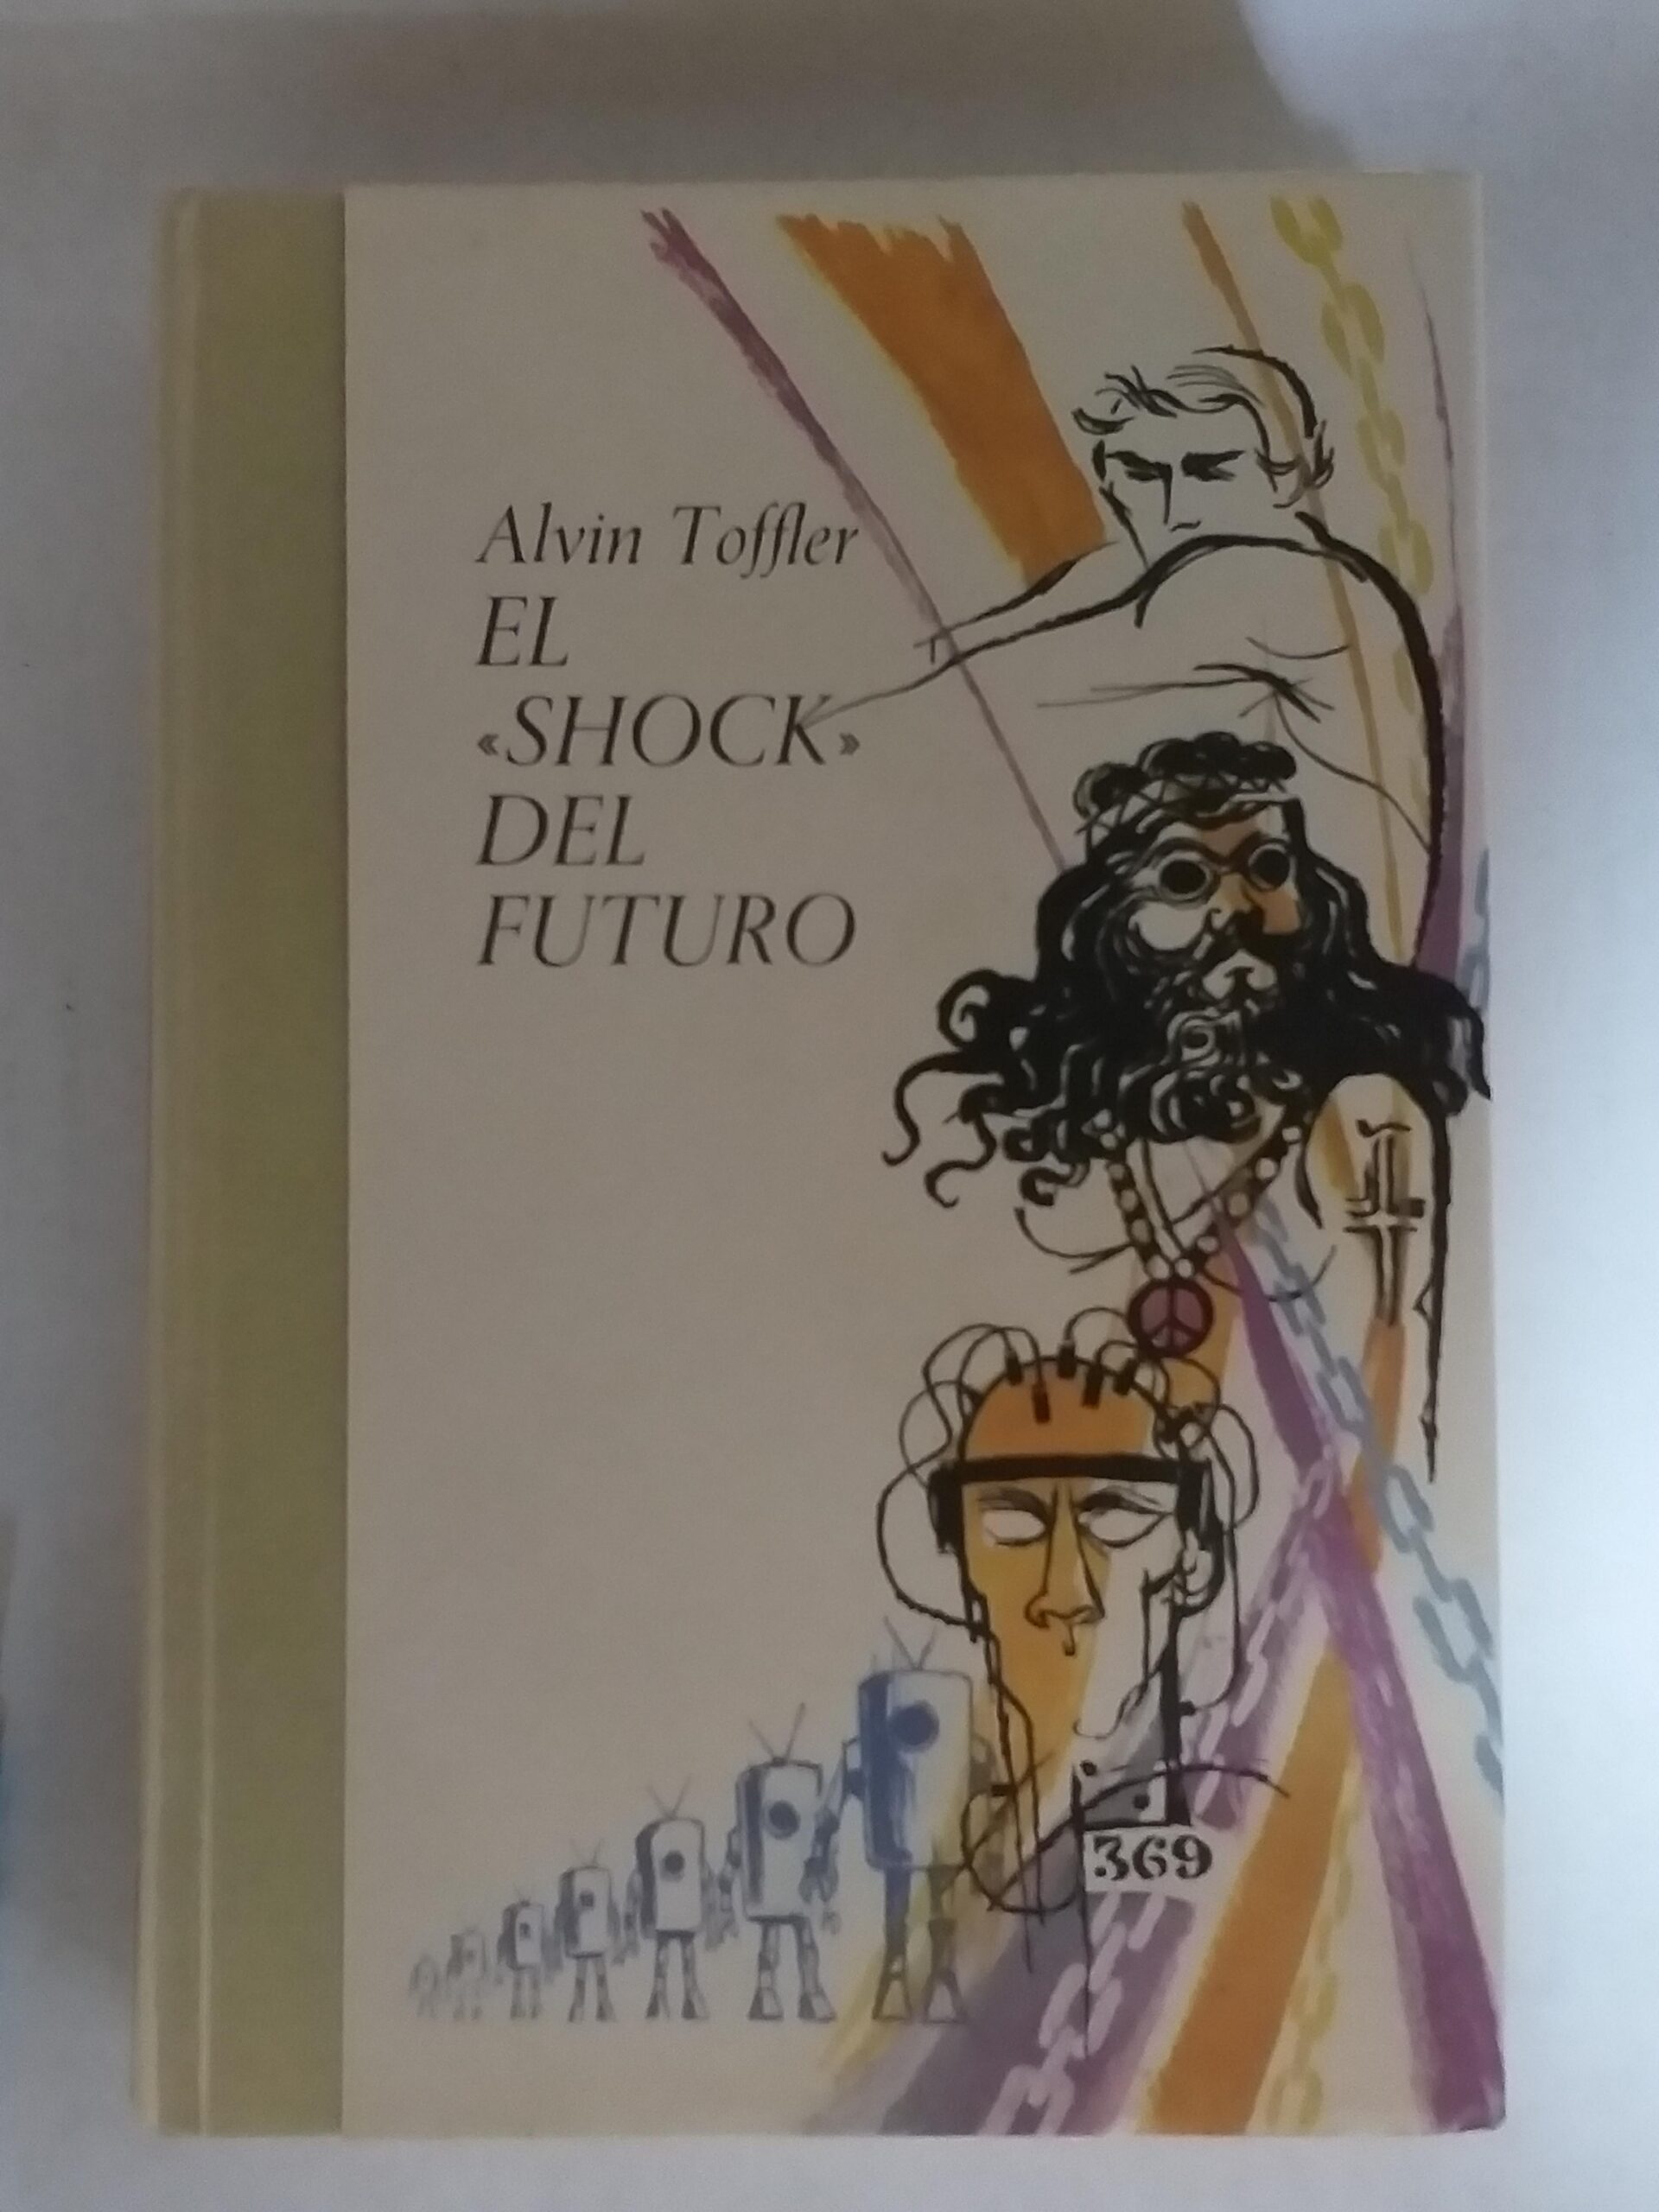 Alvin Toffler
EL
«SHOCK»
DEL
FUTURO
369